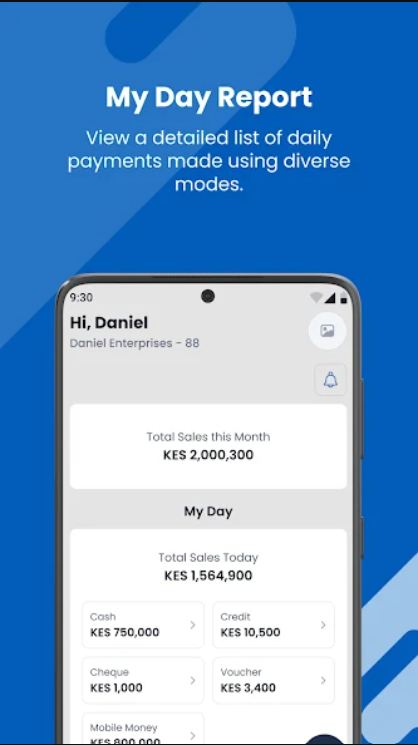 My Day Report
View a detailed list of daily
payments made using diverse
modes.
9:30
Hi, Daniel
Daniel Enterprises - 88
Total Sales this Month
KES 2,000,300
My Day
Total Sales Today
KES 1,564,900
Cash
KES 750,000
Credit
KES 10,500
Cheque
KES 1,000
Voucher
KES 3,400
Mobile Money
KES 800,000